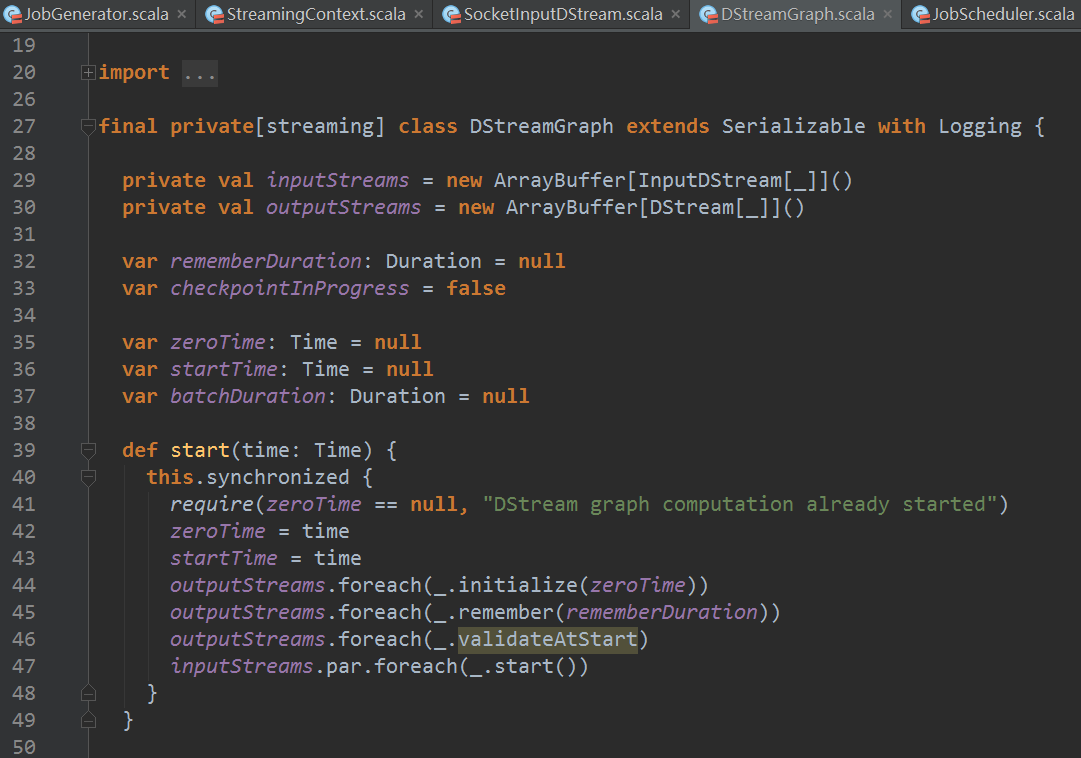 JobGenerator.scala × StreamingContext.scala × SocketInputDStream.scala × DStreamGraph.scala × JobScheduler.scala
19
20 import ...
26
27 final private[streaming] class DStreamGraph extends Serializable with Logging {
28
29 private val inputStreams = new ArrayBuffer[InputDStream[_]]()
30 private val outputStreams = new ArrayBuffer[DStream[_]]()
31
32 var rememberDuration: Duration = null
33 var checkpointInProgress = false
34
35 var zeroTime: Time = null
36 var startTime: Time = null
37 var batchDuration: Duration = null
38
39 def start(time: Time) {
40 this.synchronized {
41 require(zeroTime == null, "DStream graph computation already started")
42 zeroTime = time
43 startTime = time
44 outputStreams.foreach(_.initialize(zeroTime))
45 outputStreams.foreach(_.remember(rememberDuration))
46 outputStreams.foreach(_.validateAtStart)
47 inputStreams.par.foreach(_.start())
48 }
49 }
50